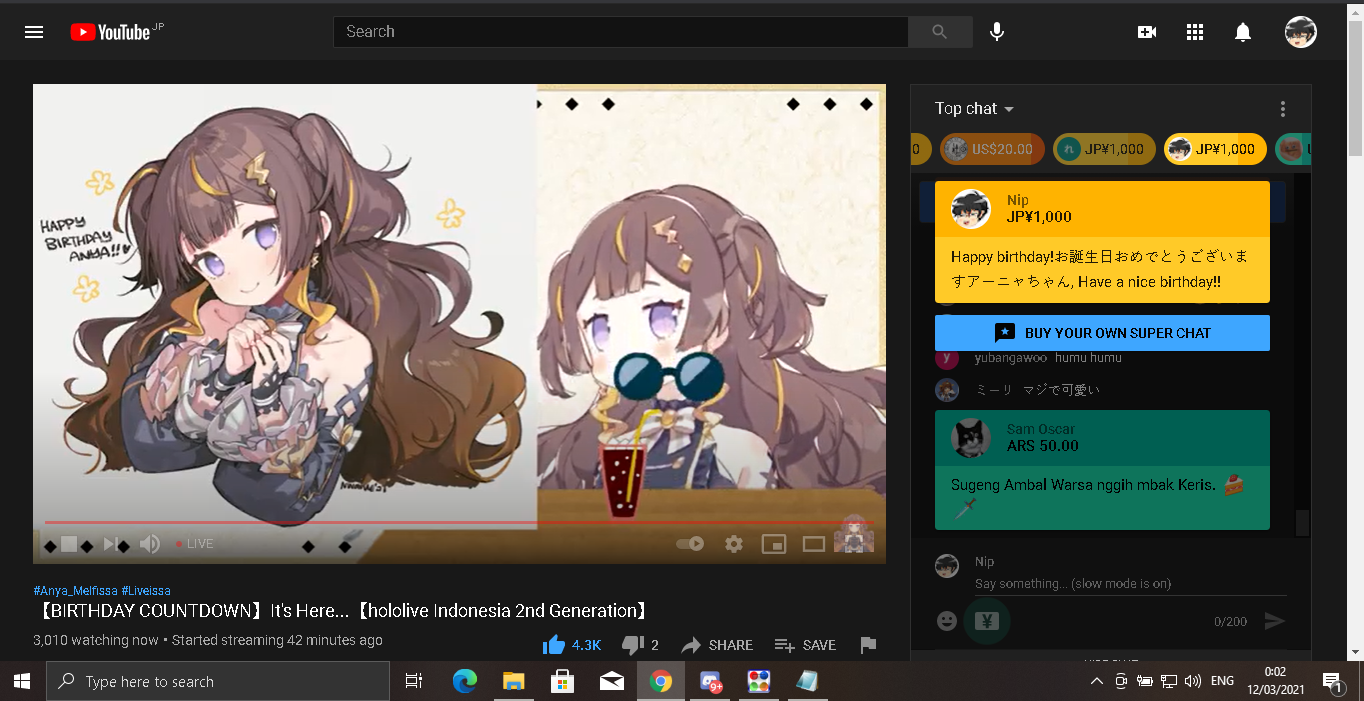 YouTube JP
Search
HAPPY
BIRTHDAY
ANYA!!
LIVE
#Anya_Melfissa #Liveissa
【BIRTHDAY COUNTDOWN】It's Here...【hololive Indonesia 2nd Generation】
3,010 watching now • Started streaming 42 minutes ago
4.3K
2
SHARE
SAVE
Top chat
0
US$20.00
れ
JP¥1,000
JP¥1,000
Nip
JP¥1,000
Happy birthday!お誕生日おめでとうございま
すアーニャちゃん, Have a nice birthday!!
BUY YOUR OWN SUPER CHAT
y yubangawoo humu humu
ミーリ マジで可愛い
Sam Oscar
ARS 50.00
Sugeng Ambal Warsa nggih mbak Keris. 🍰
🗡️
Nip
Say something... (slow mode is on)
0/200
Type here to search
9+
ENG
0:02
12/03/2021
1